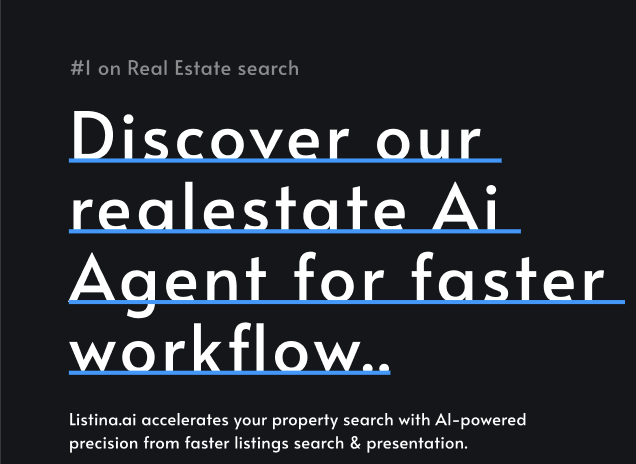 #1 on Real Estate search
Discover our
realestate Ai
Agent for faster
workflow..
Listina.ai accelerates your property search with AI-powered
precision from faster listings search & presentation.